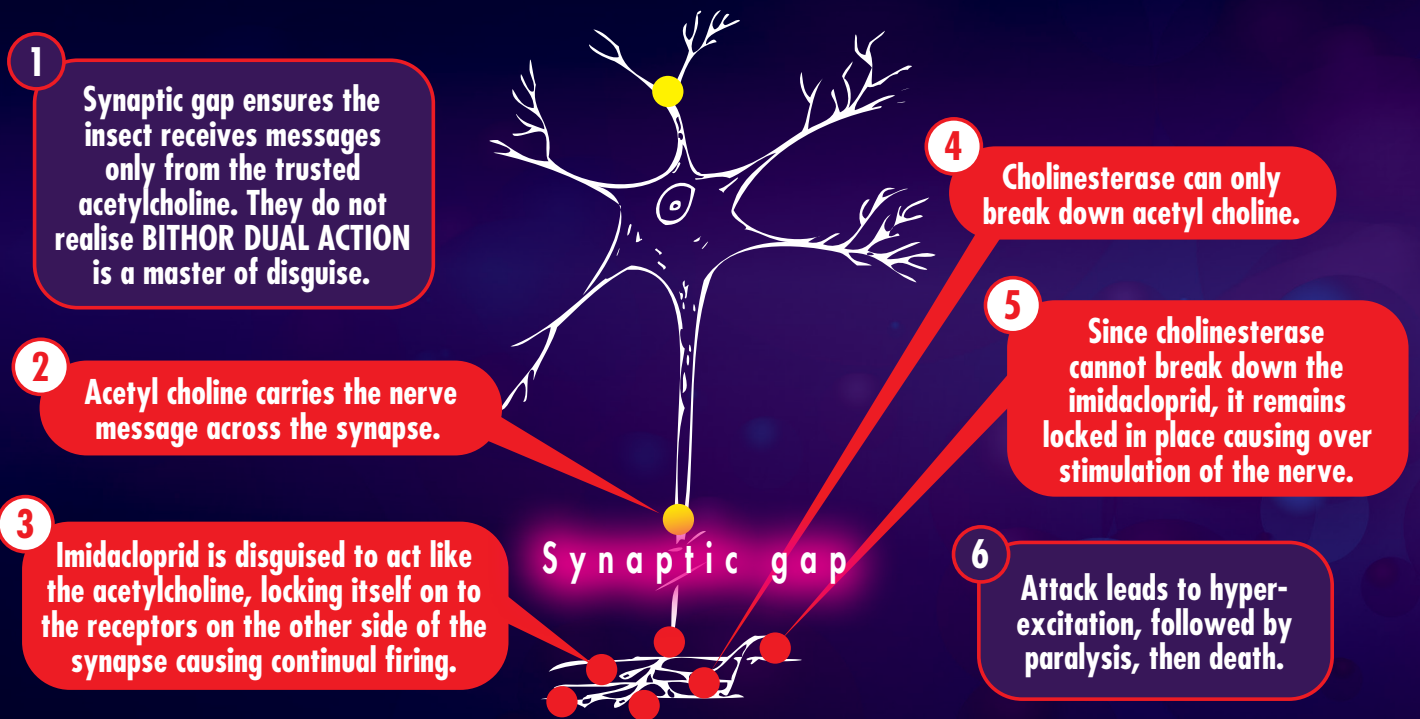 1
Synaptic gap ensures the
insect receives messages
only from the trusted
acetylcholine. They do not
realise BITHOR DUAL ACTION
is a master of disguise.
2
Acetyl choline carries the nerve
message across the synapse.
3
Imidacloprid is disguised to act like
the acetylcholine, locking itself on to
the receptors on the other side of the
synapse causing continual firing.
Synaptic gap
4
Cholinesterase can only
break down acetyl choline.
5
Since cholinesterase
cannot break down the
imidacloprid, it remains
locked in place causing over
stimulation of the nerve.
6
Attack leads to hyper-
excitation, followed by
paralysis, then death.